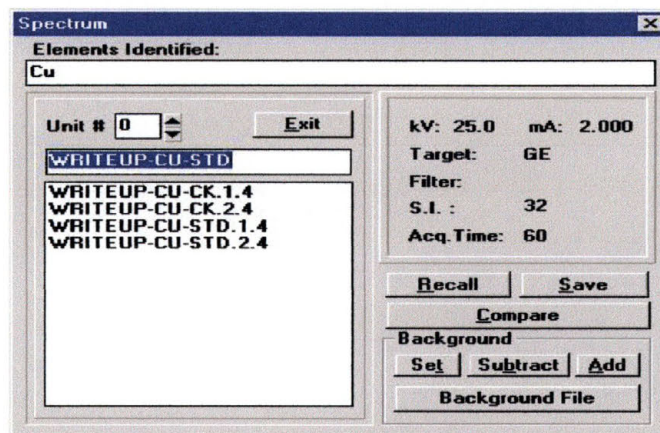 Spectrum
Elements Identified:
Cu
Unit # 0
Exit
WRITEUP-CU-STD
WRITEUP-CU-CK.1.4
WRITEUP-CU-CK.2.4
WRITEUP-CU-STD.1.4
WRITEUP-CU-STD.2.4
kV: 25.0 mA: 2.000
Target: GE
Filter:
S.I. : 32
Acq.Time: 60
Recall Save
Compare
Background
Set Subtract Add
Background File